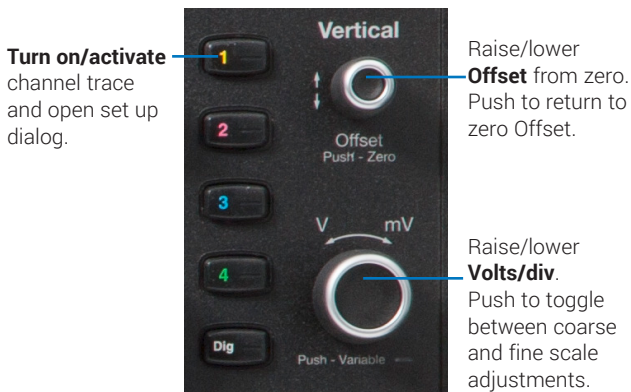 Turn on/activate
channel trace
and open set up
dialog.
1
2
3
4
Dig
Vertical
Offset
Push - Zero
V mV
Push - Variable
Raise/lower
Offset from zero.
Push to return to
zero Offset.
Raise/lower
Volts/div.
Push to toggle
between coarse
and fine scale
adjustments.